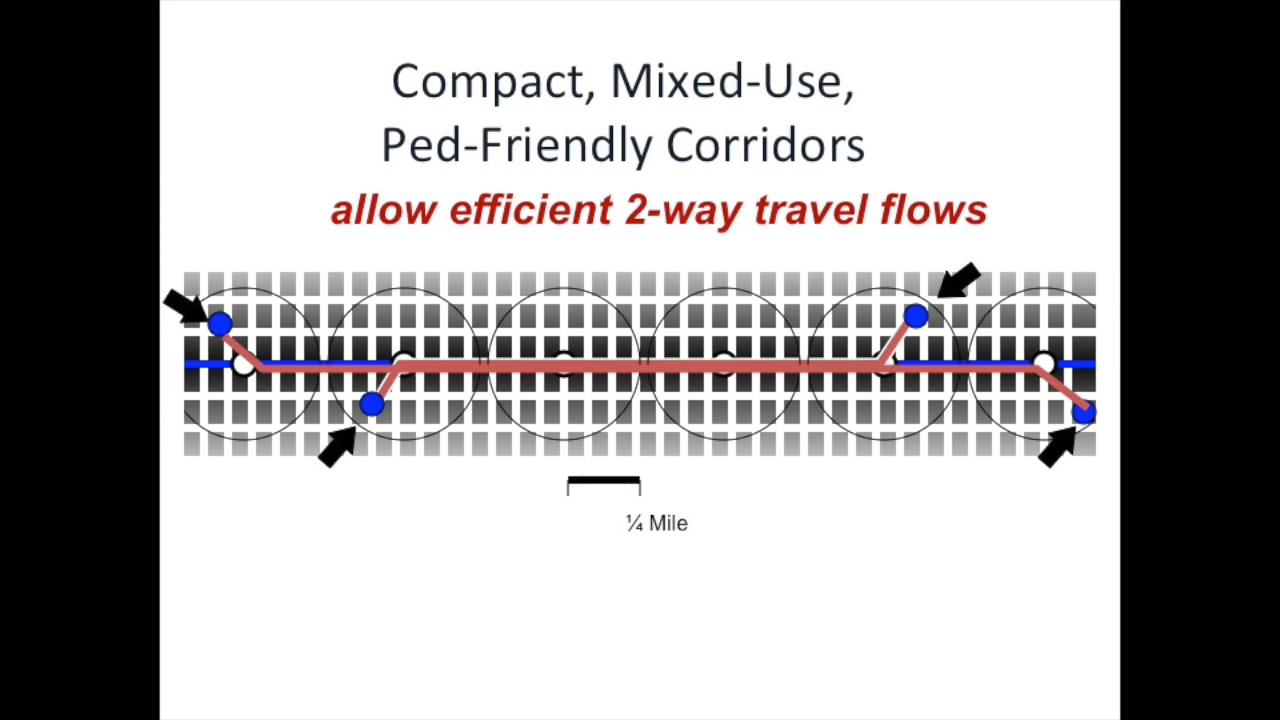 Compact, Mixed-Use,
Ped-Friendly Corridors
allow efficient 2-way travel flows
¼ Mile